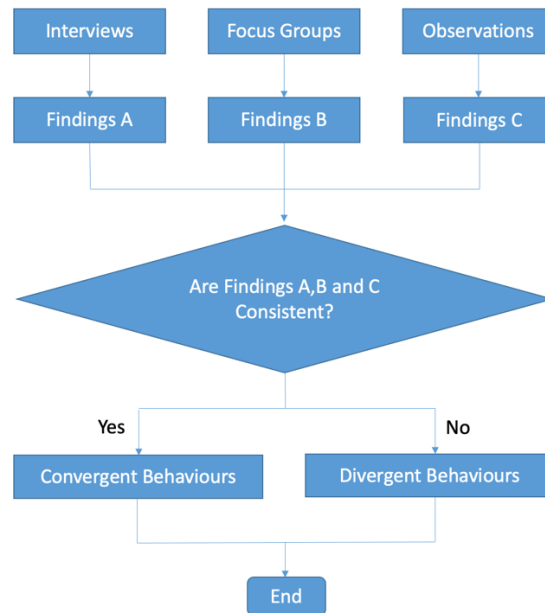 Interviews
Focus Groups
Observations
Findings A
Findings B
Findings C
Are Findings A,B and C
Consistent?
Yes
No
Convergent Behaviours
Divergent Behaviours
End